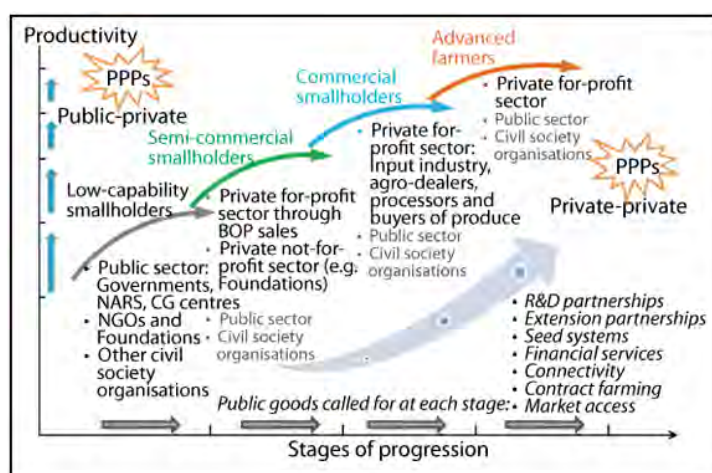 Productivity
PPPs
Public-private
Low-capability
smallholders
• Public sector:
Governments,
NARS, CG centres
• NGOs and
Foundations
• Other civil
society
organisations
Semi-commercial
smallholders
• Private for-profit
sector through
BOP sales
• Private not-for-
profit sector (e.g.
Foundations)
• Public sector
• Civil society
organisations
Commercial
smallholders
• Private for-
profit sector:
Input industry,
agro-dealers,
processors and
buyers of produce
• Public sector
• Civil society
organisations
Advanced
farmers
• Private for-profit
sector
• Public sector
• Civil society
organisations
PPPs
Private-private
Public goods called for at each stage:
• R&D partnerships
• Extension partnerships
• Seed systems
• Financial services
• Connectivity
• Contract farming
• Market access
Stages of progression